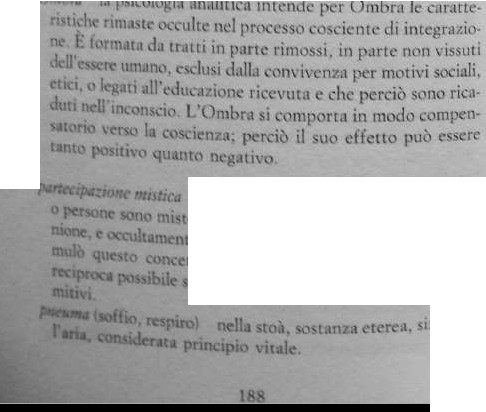 la psicologia analitica intende per Ombra le caratte-
ristiche rimaste occulte nel processo cosciente di integrazio-
ne. È formata da tratti in parte rimossi, in parte non vissuti
dell'essere umano, esclusi dalla convivenza per motivi sociali,
etici, o legati all'educazione ricevuta e che perciò sono rica-
duti nell'inconscio. L'Ombra si comporta in modo compen-
satorio verso la coscienza; perciò il suo effetto può essere
tanto positivo quanto negativo.
partecipazione mistica
o persone sono mist
nione, e occultament
mulò questo conce
reciproca possibile s
mitivi.
pneuma (soffio, respiro) nella stoà, sostanza eterea, si
l'aria, considerata principio vitale.
188